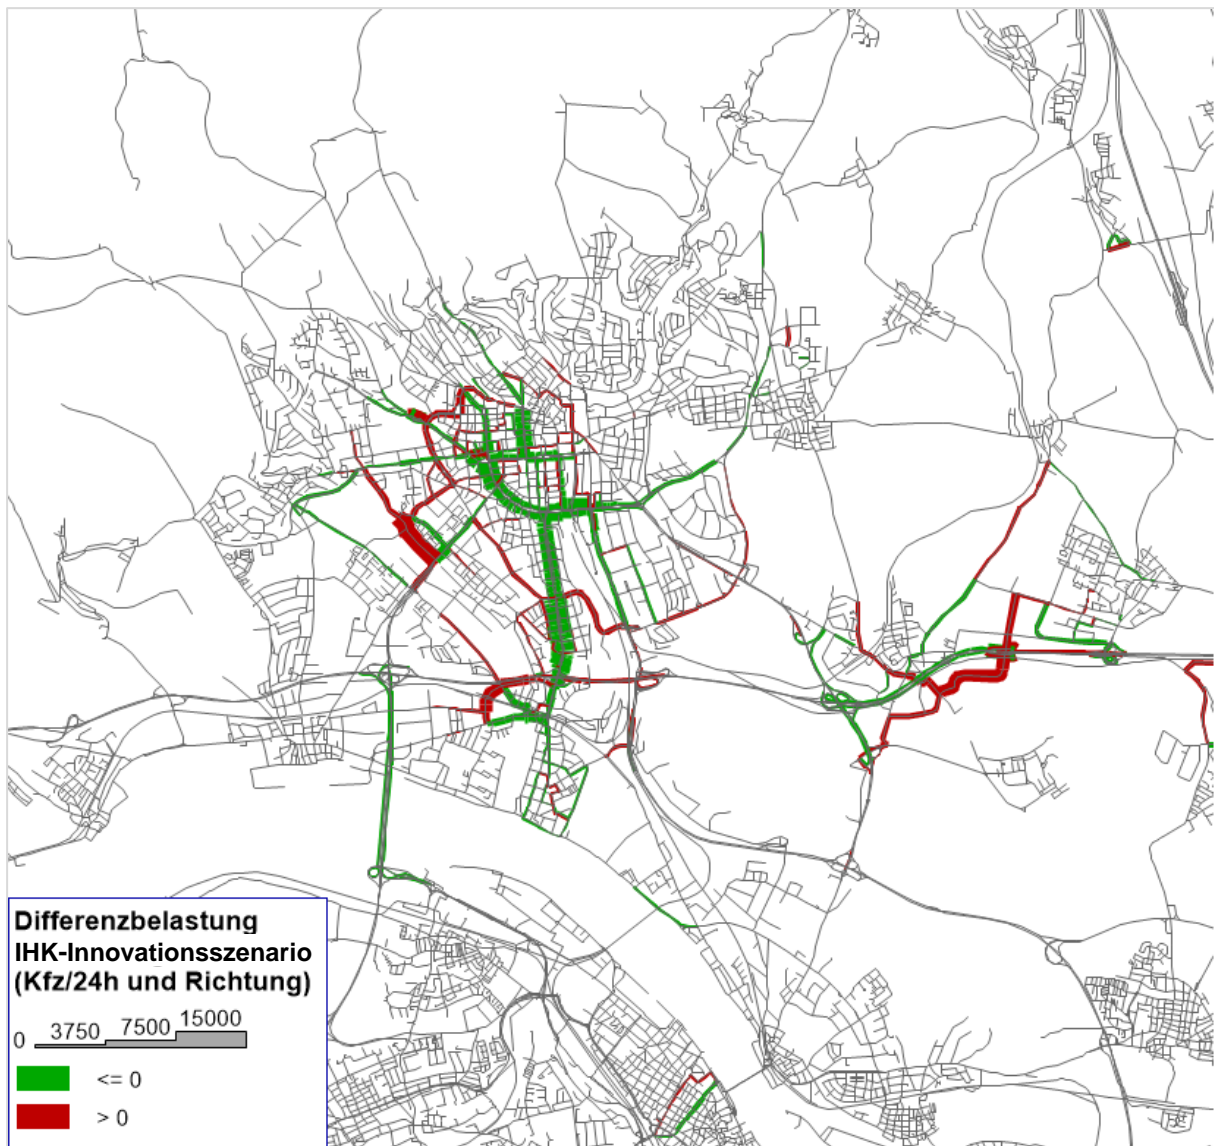 Differenzbelastung
IHK-Innovationsszenario
(Kfz/24h und Richtung)
0 3750 7500 15000
<= 0
> 0